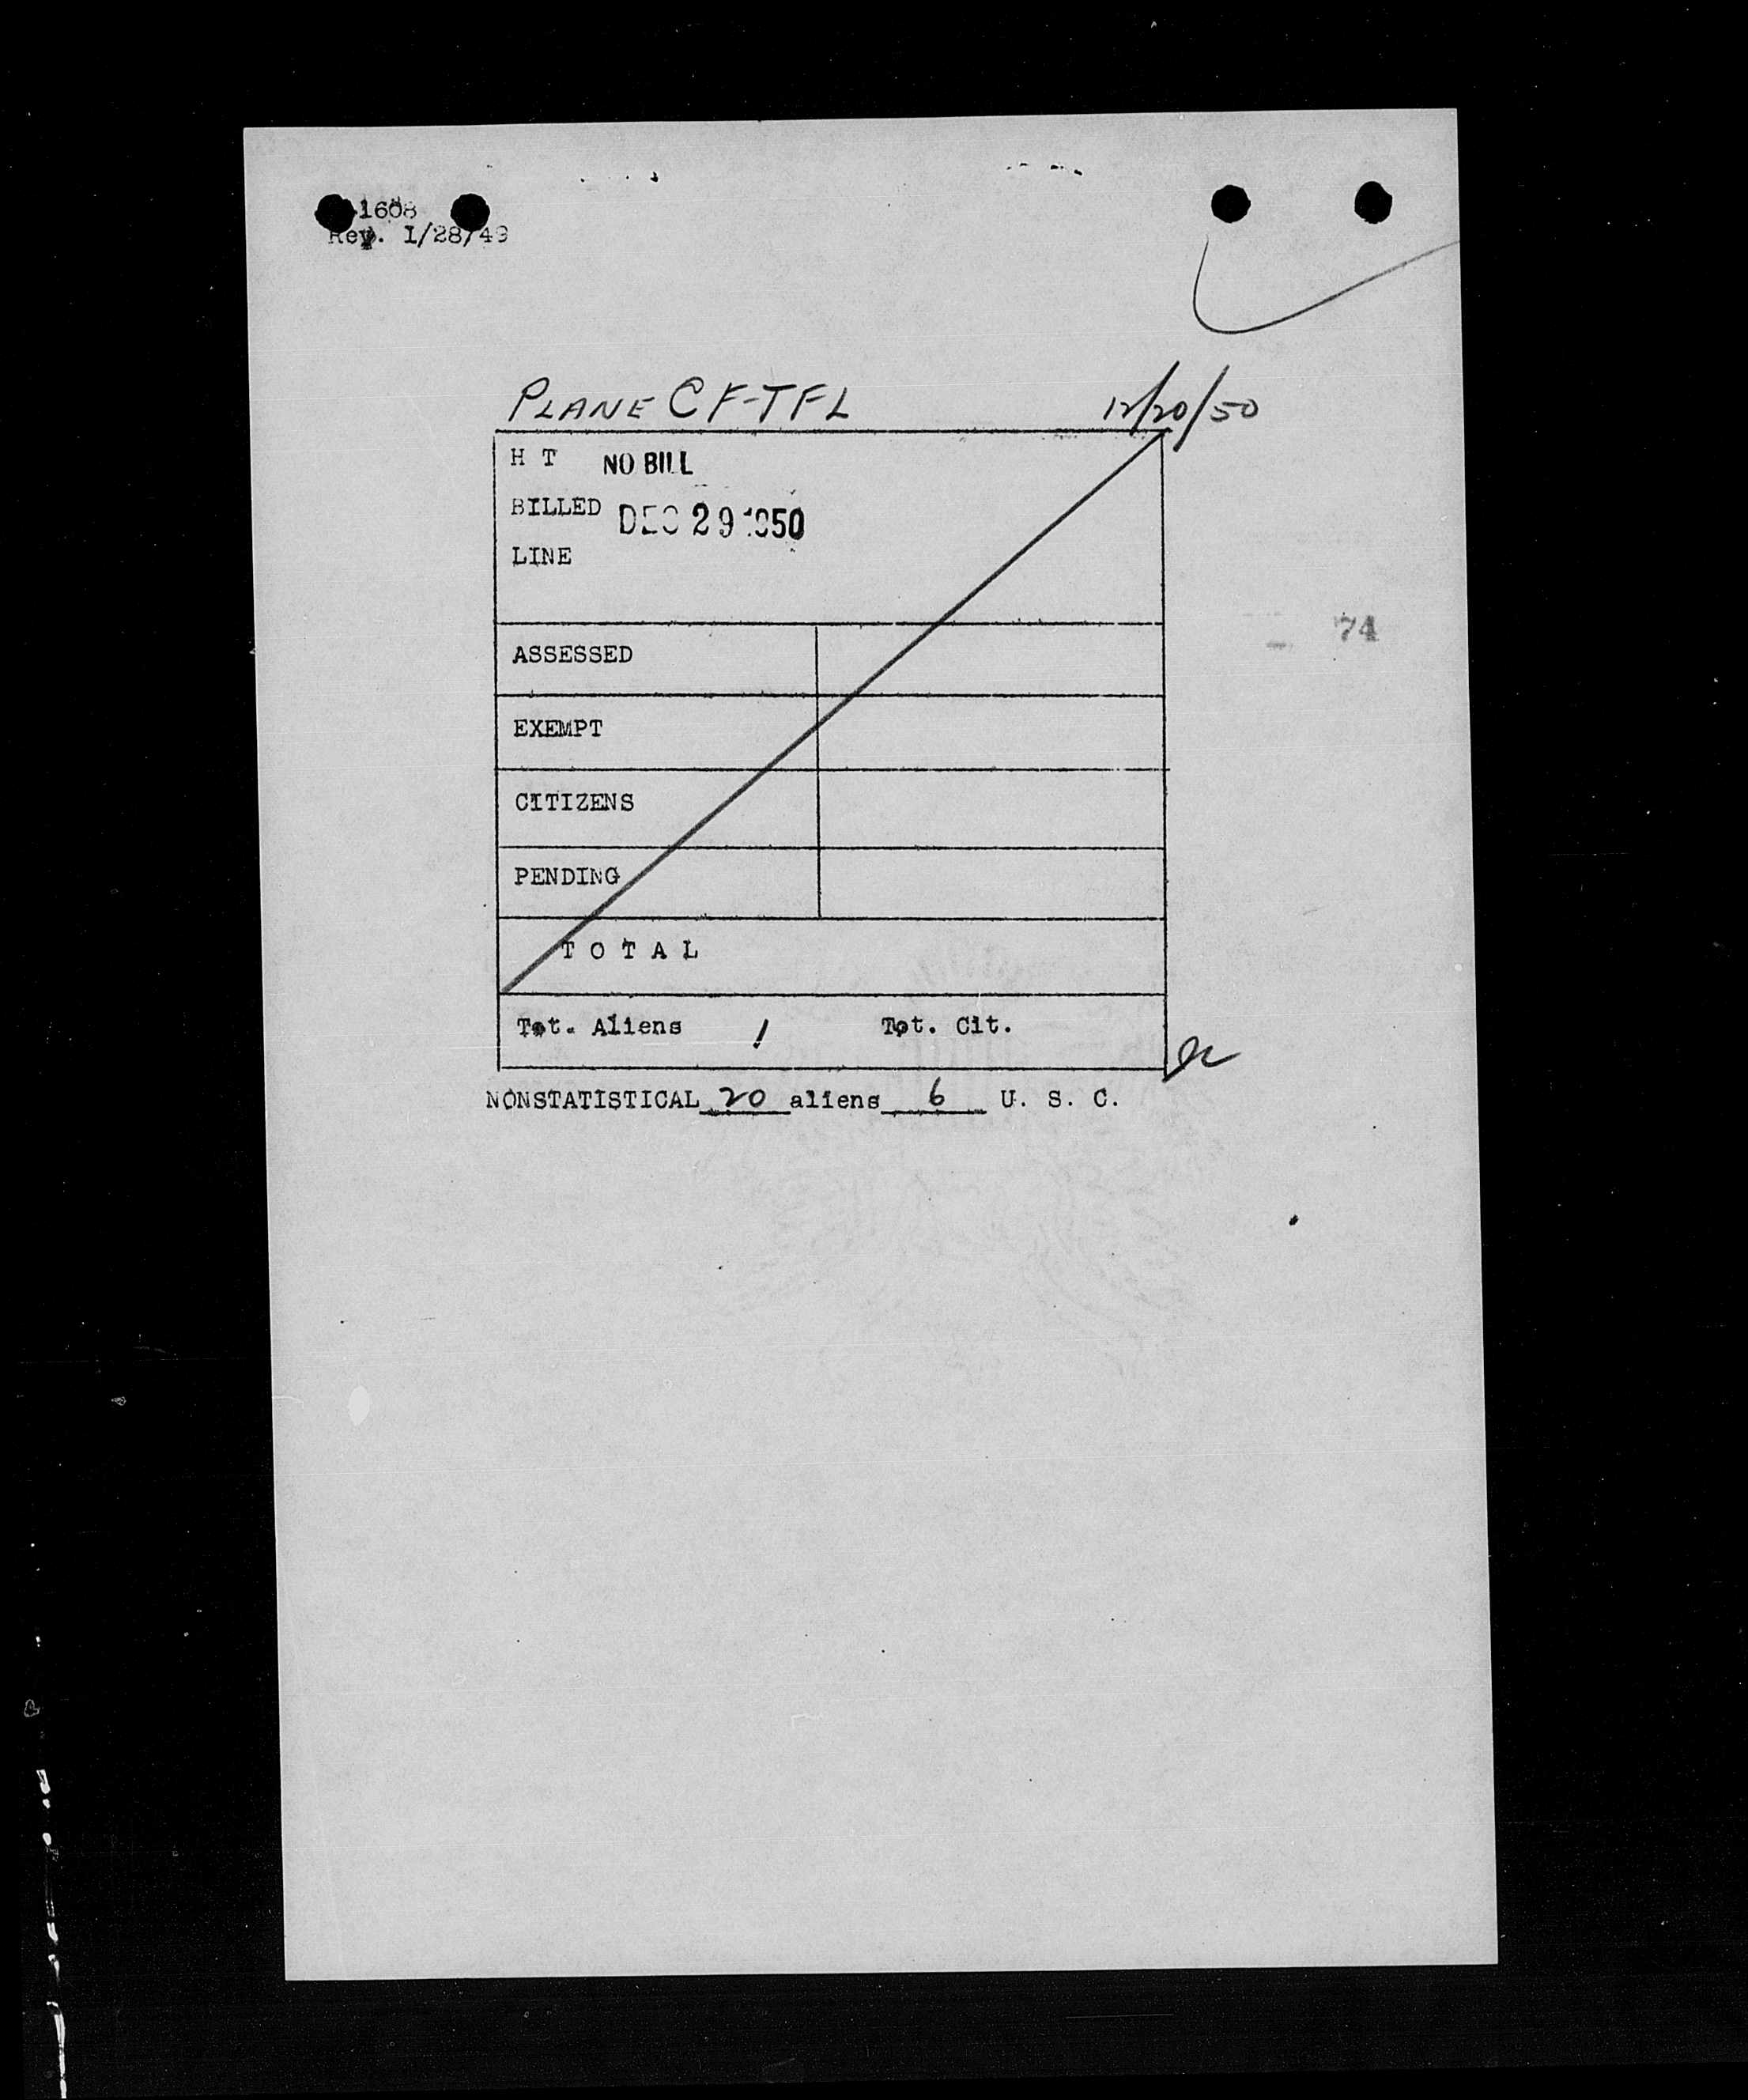 1608
Rev. 1/28/49
PLANE CF-TFL 12/20/50
H T NO BILL
BILLED DEC 29 1950
LINE
74
ASSESSED
EXEMPT
CITIZENS
PENDING
T O T A L
Tot. Aliens 1 Tot. Cit.
NONSTATISTICAL 20 aliens 6 U. S. C.